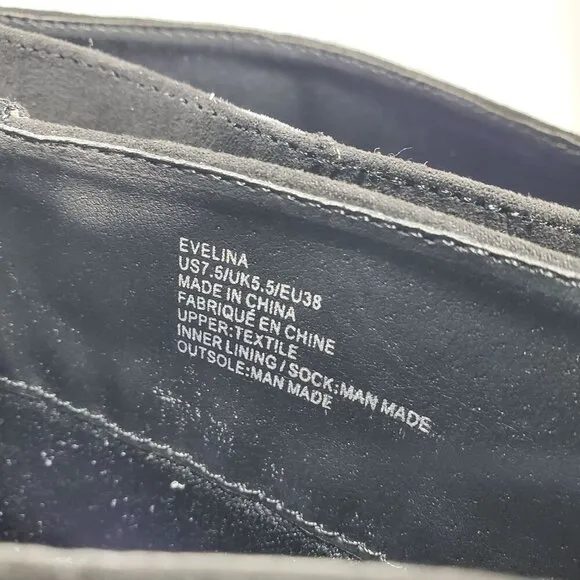 EVELINA
US7.5/UK5.5/EU38
MADE IN CHINA
FABRIQUÉ EN CHINE
UPPER:TEXTILE
INNER LINING / SOCK:MAN MADE
OUTSOLE:MAN MADE